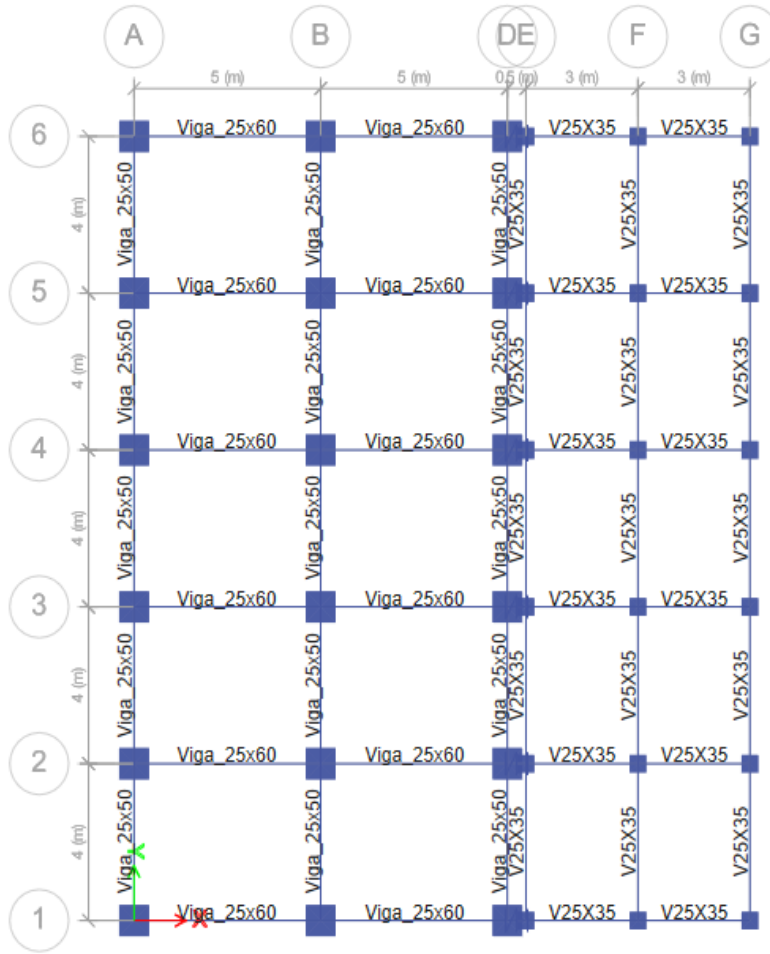 A B D E F G
5 (m) 5 (m) 0.5 (m) 3 (m) 3 (m)
6 Viga_25x60 Viga_25x60 V25X35 V25X35
4 (m) Viga_25x50 Viga_25x50 Viga_25x50 V25X35 V25X35 V25X35
5 Viga_25x60 Viga_25x60 V25X35 V25X35
4 (m) Viga_25x50 Viga_25x50 Viga_25x50 V25X35 V25X35 V25X35
4 Viga_25x60 Viga_25x60 V25X35 V25X35
4 (m) Viga_25x50 Viga_25x50 Viga_25x50 V25X35 V25X35 V25X35
3 Viga_25x60 Viga_25x60 V25X35 V25X35
4 (m) Viga_25x50 Viga_25x50 Viga_25x50 V25X35 V25X35 V25X35
2 Viga_25x60 Viga_25x60 V25X35 V25X35
4 (m) Viga_25x50 Viga_25x50 Viga_25x50 V25X35 V25X35 V25X35
Y
1 X Viga_25x60 Viga_25x60 V25X35 V25X35